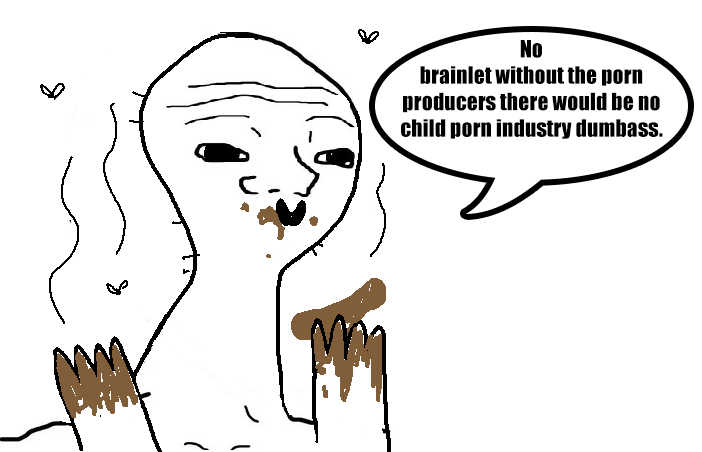 No
brainlet without the porn
producers there would be no
child porn industry dumbass.